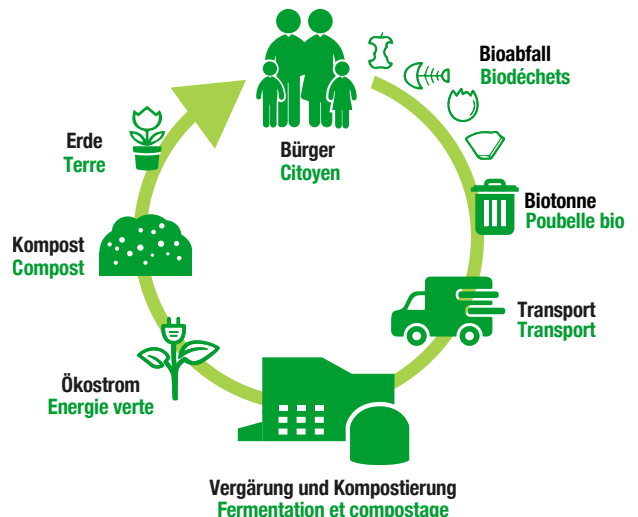 Bioabfall
Biodéchets
Bürger
Citoyen
Erde
Terre
Biotonne
Poubelle bio
Kompost
Compost
Transport
Transport
Ökostrom
Energie verte
Vergärung und Kompostierung
Fermentation et compostage